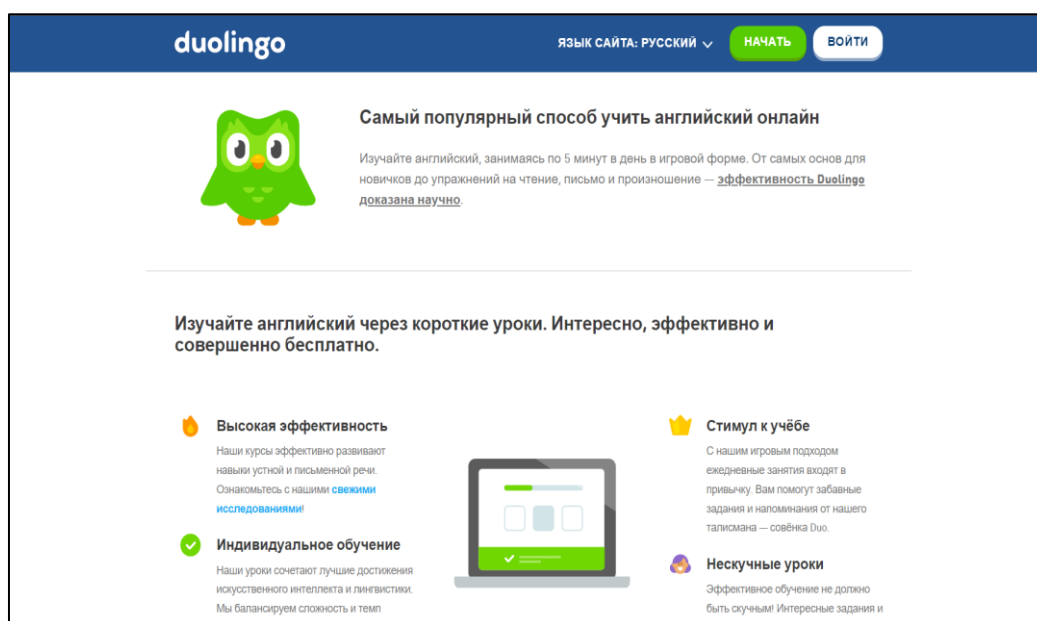 duolingo
ЯЗЫК САЙТА: РУССКИЙ
НАЧАТЬ
ВОЙТИ
Самый популярный способ учить английский онлайн
Изучайте английский, занимаясь по 5 минут в день в игровой форме. От самых основ для
новичков до упражнений на чтение, письмо и произношение — эффективность Duolingo
доказана научно.
Изучайте английский через короткие уроки. Интересно, эффективно и
совершенно бесплатно.
Высокая эффективность
Наши курсы эффективно развивают
навыки устной и письменной речи.
Ознакомьтесь с нашими свежими
исследованиями!
Индивидуальное обучение
Наши уроки сочетают лучшие достижения
искусственного интеллекта и лингвистики.
Мы балансируем сложность и темп
Стимул к учёбе
С нашим игровым подходом
ежедневные занятия входят в
привычку. Вам помогут забавные
задания и напоминания от нашего
талисмана — совёнка Duo.
Нескучные уроки
Эффективное обучение не должно
быть скучным! Интересные задания и